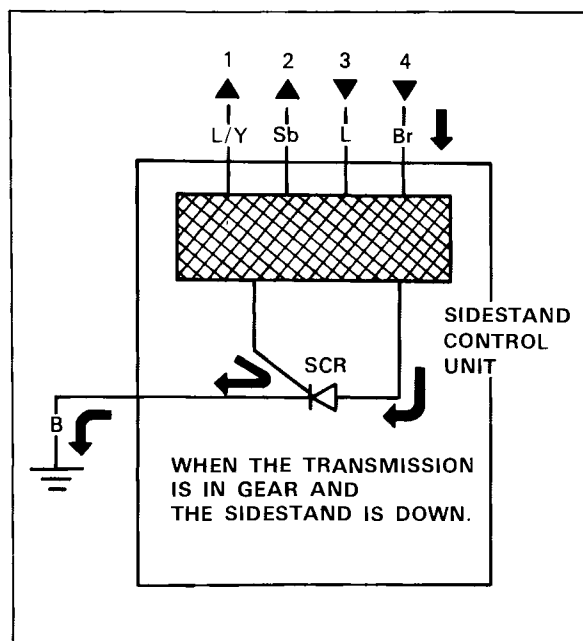 1 2 3 4
L/Y Sb L Br
SIDESTAND
CONTROL
UNIT
SCR
B
WHEN THE TRANSMISSION
IS IN GEAR AND
THE SIDESTAND IS DOWN.